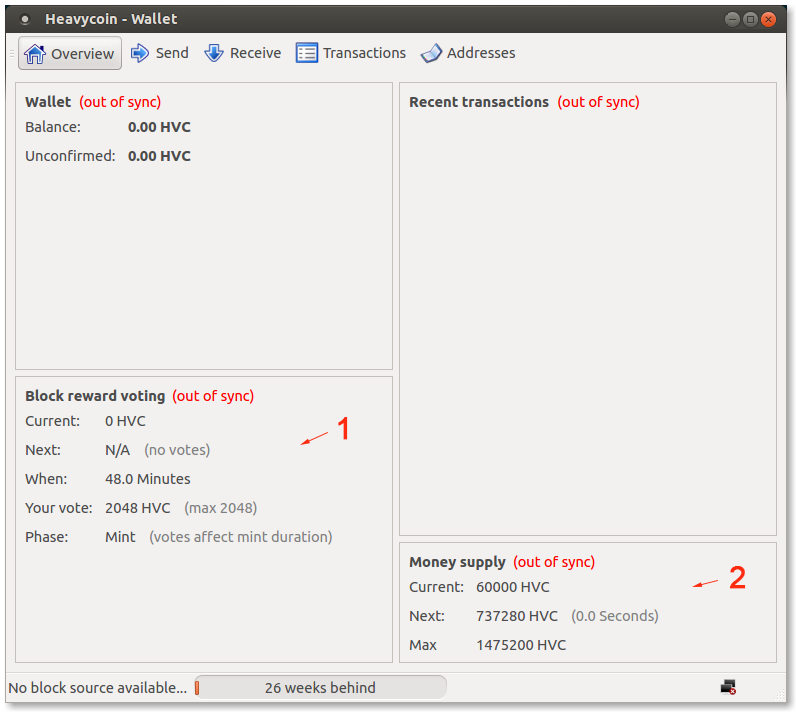 Heavycoin - Wallet
Overview Send Receive Transactions Addresses
Wallet (out of sync)
Balance: 0.00 HVC
Unconfirmed: 0.00 HVC
Recent transactions (out of sync)
Block reward voting (out of sync)
Current: 0 HVC
Next: N/A (no votes)
When: 48.0 Minutes
Your vote: 2048 HVC (max 2048)
Phase: Mint (votes affect mint duration)
1
Money supply (out of sync)
Current: 60000 HVC
Next: 737280 HVC (0.0 Seconds)
Max 1475200 HVC
2
No block source available... 26 weeks behind